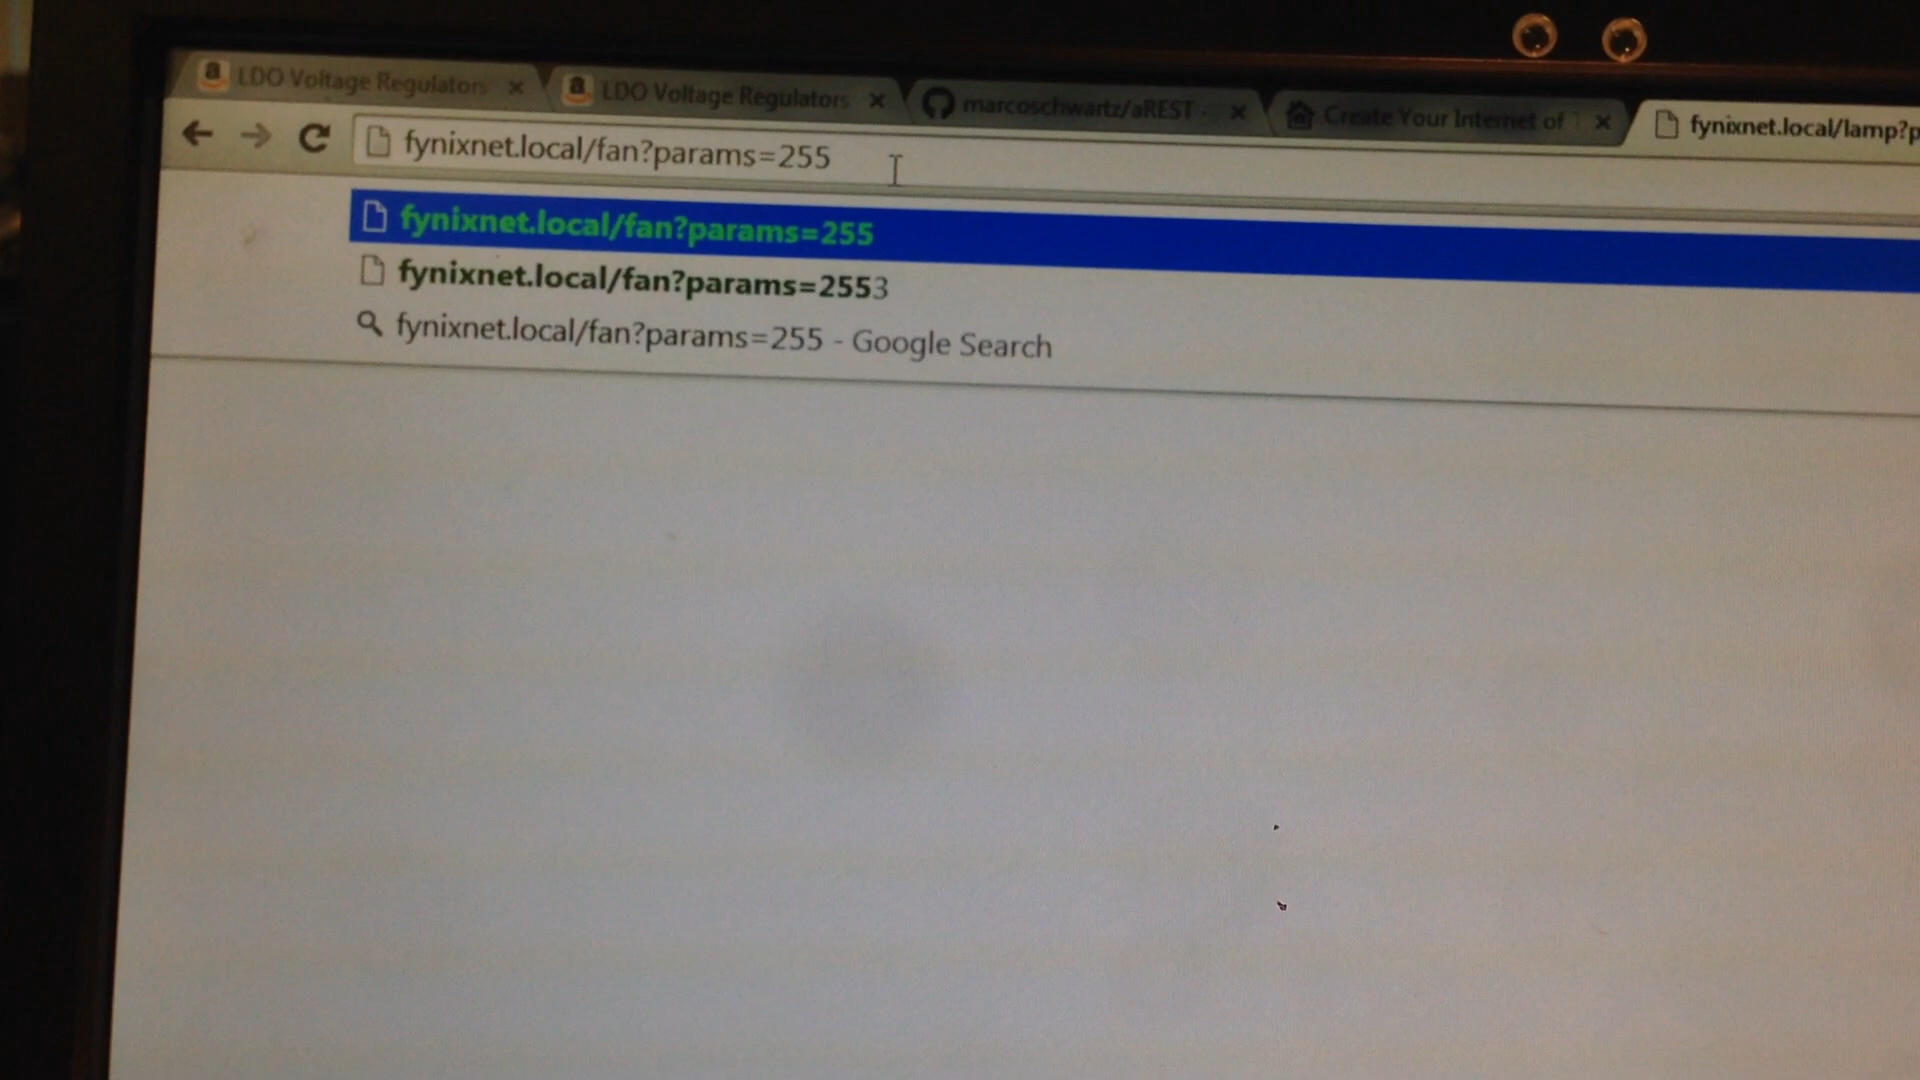 LDO Voltage Regulators
LDO Voltage Regulators
marcoschwartz/aREST -
Create Your Internet of
fynixnet.local/lamp?p
fynixnet.local/fan?params=255
fynixnet.local/fan?params=255
fynixnet.local/fan?params=2553
fynixnet.local/fan?params=255 - Google Search